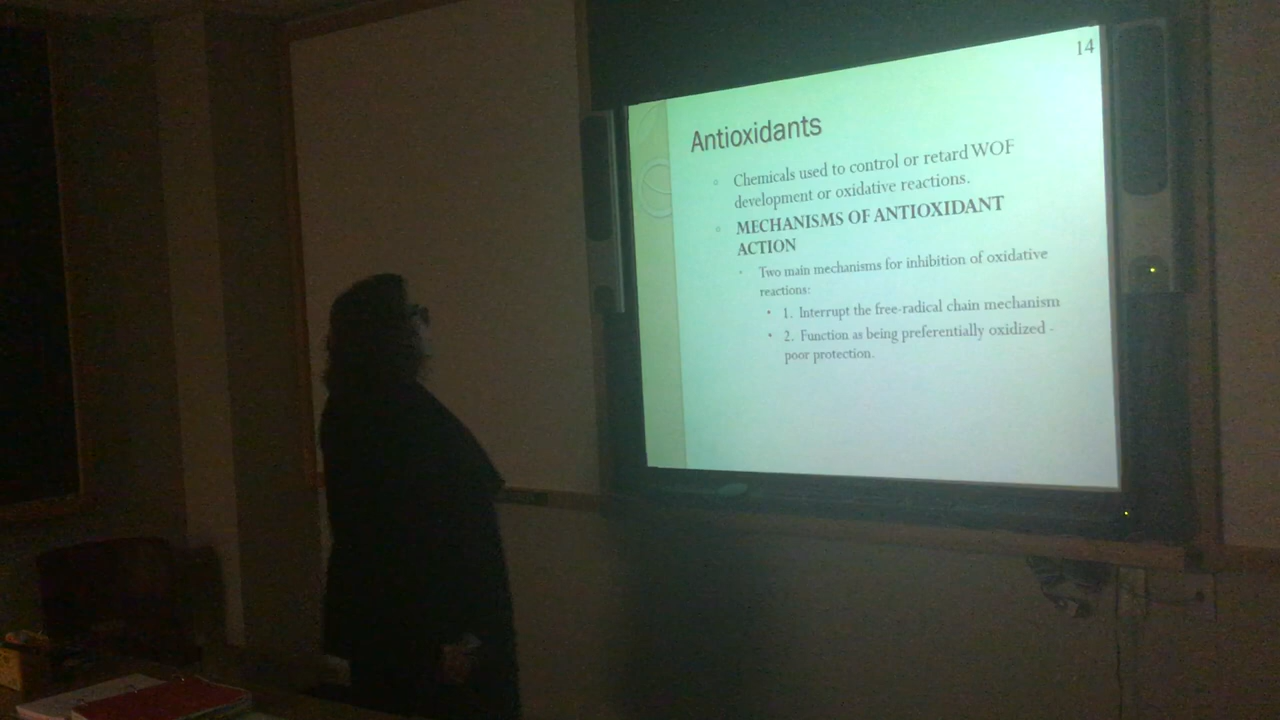 14
Antioxidants
Chemicals used to control or retard WOF
development or oxidative reactions.
MECHANISMS OF ANTIOXIDANT
ACTION
Two main mechanisms for inhibition of oxidative
reactions:
1. Interrupt the free-radical chain mechanism
2. Function as being preferentially oxidized -
poor protection.